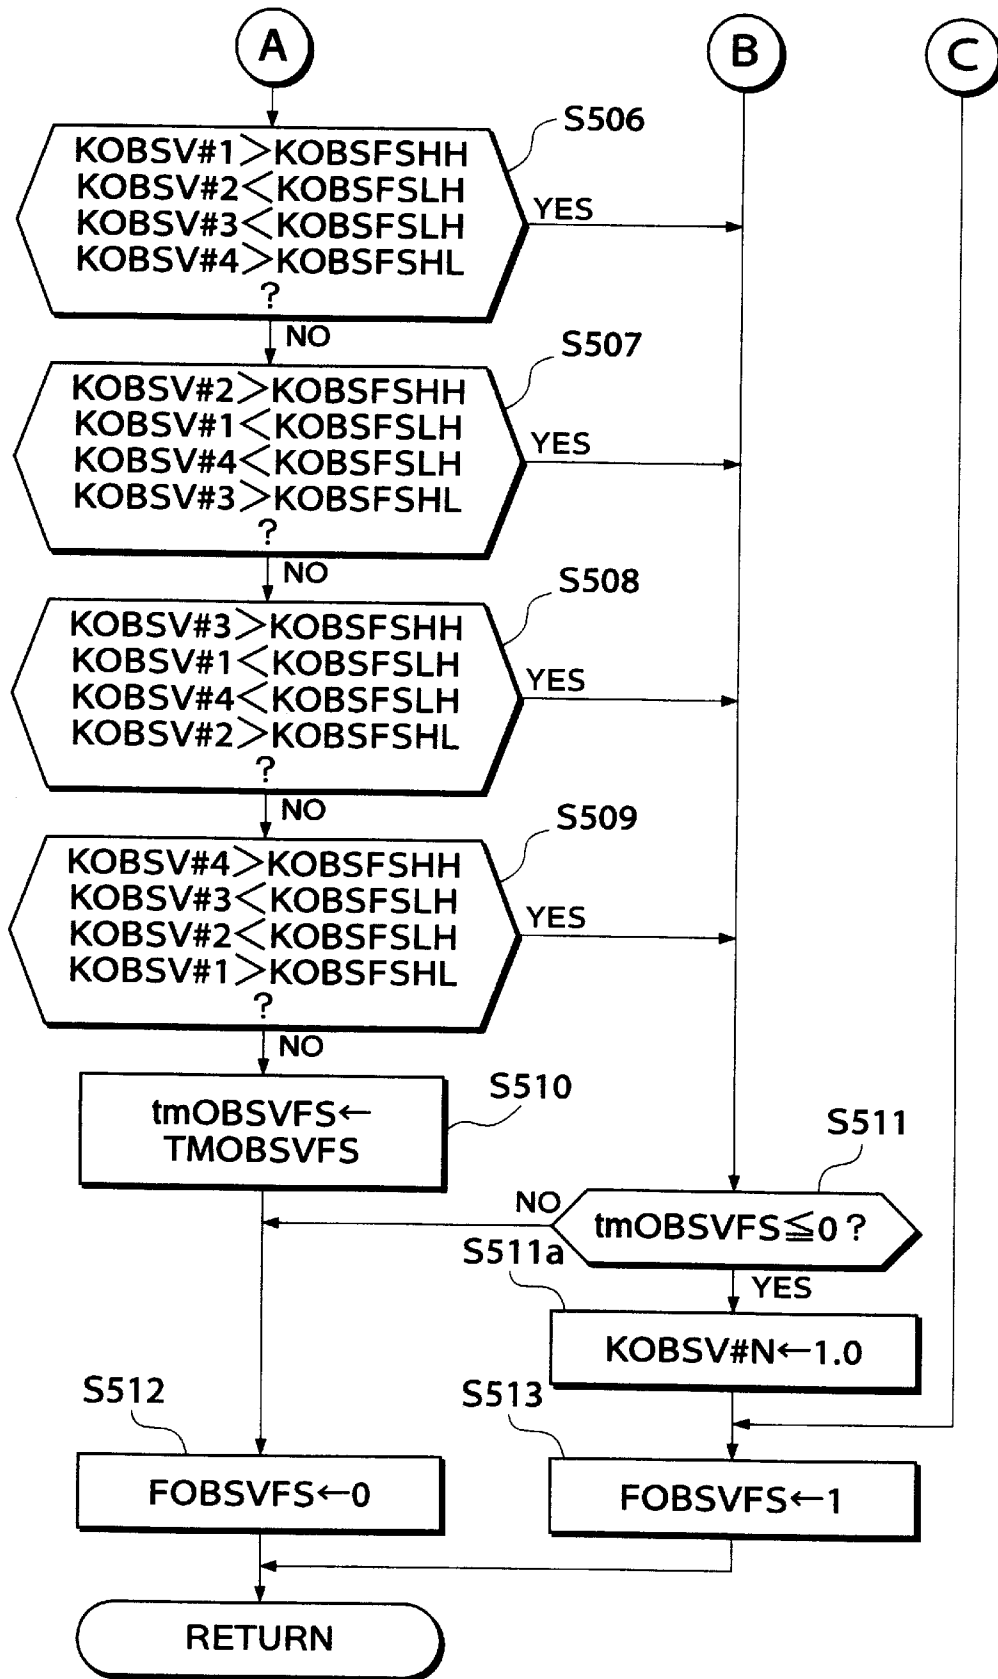 A
B
C
S506
KOBSV#1>KOBSFSHH
KOBSV#2<KOBSFSLH
KOBSV#3<KOBSFSLH
KOBSV#4>KOBSFSHL
?
YES
NO
S507
KOBSV#2>KOBSFSHH
KOBSV#1<KOBSFSLH
KOBSV#4<KOBSFSLH
KOBSV#3>KOBSFSHL
?
YES
NO
S508
KOBSV#3>KOBSFSHH
KOBSV#1<KOBSFSLH
KOBSV#4<KOBSFSLH
KOBSV#2>KOBSFSHL
?
YES
NO
S509
KOBSV#4>KOBSFSHH
KOBSV#3<KOBSFSLH
KOBSV#2<KOBSFSLH
KOBSV#1>KOBSFSHL
?
YES
NO
S510
tmOBSVFS←
TMOBSVFS
S511
NO
tmOBSVFS≦0?
S511a
YES
KOBSV#N←1.0
S512
S513
FOBSVFS←0
FOBSVFS←1
RETURN